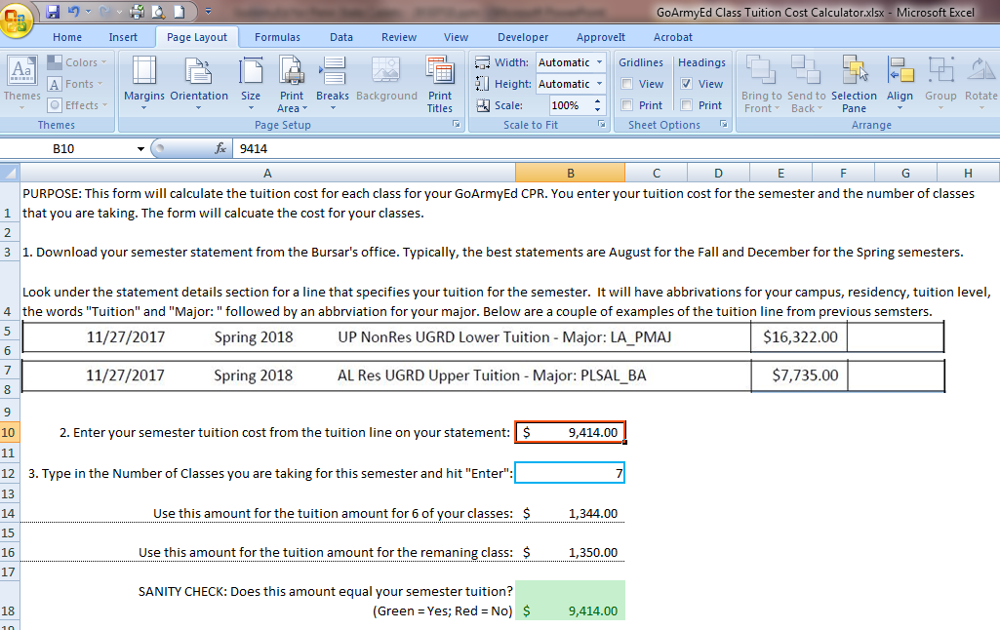 GoArmyEd Class Tuition Cost Calculator.xlsx - Microsoft Excel
Home Insert Page Layout Formulas Data Review View Developer ApproveIt Acrobat
Aa Colors Width: Automatic Gridlines Headings
A Fonts Height: Automatic View View
Themes Effects Margins Orientation Size Print Area Breaks Background Print Titles Scale: 100% Print Print Bring to Front Send to Back Selection Pane Align Group Rotate
Themes Page Setup Scale to Fit Sheet Options Arrange
B10 fx 9414
A B C D E F G H
PURPOSE: This form will calculate the tuition cost for each class for your GoArmyEd CPR. You enter your tuition cost for the semester and the number of classes
1 that you are taking. The form will calcuate the cost for your classes.
2
3 1. Download your semester statement from the Bursar's office. Typically, the best statements are August for the Fall and December for the Spring semesters.
Look under the statement details section for a line that specifies your tuition for the semester. It will have abbrivations for your campus, residency, tuition level,
4 the words "Tuition" and "Major: " followed by an abbrviation for your major. Below are a couple of examples of the tuition line from previous semsters.
5
11/27/2017 Spring 2018 UP NonRes UGRD Lower Tuition - Major: LA_PMAJ $16,322.00
6
7
11/27/2017 Spring 2018 AL Res UGRD Upper Tuition - Major: PLSAL_BA $7,735.00
8
9
10 2. Enter your semester tuition cost from the tuition line on your statement: $ 9,414.00
11
12 3. Type in the Number of Classes you are taking for this semester and hit "Enter": 7
13
14 Use this amount for the tuition amount for 6 of your classes: $ 1,344.00
15
16 Use this amount for the tuition amount for the remaning class: $ 1,350.00
17
SANITY CHECK: Does this amount equal your semester tuition?
18 (Green = Yes; Red = No) $ 9,414.00
19